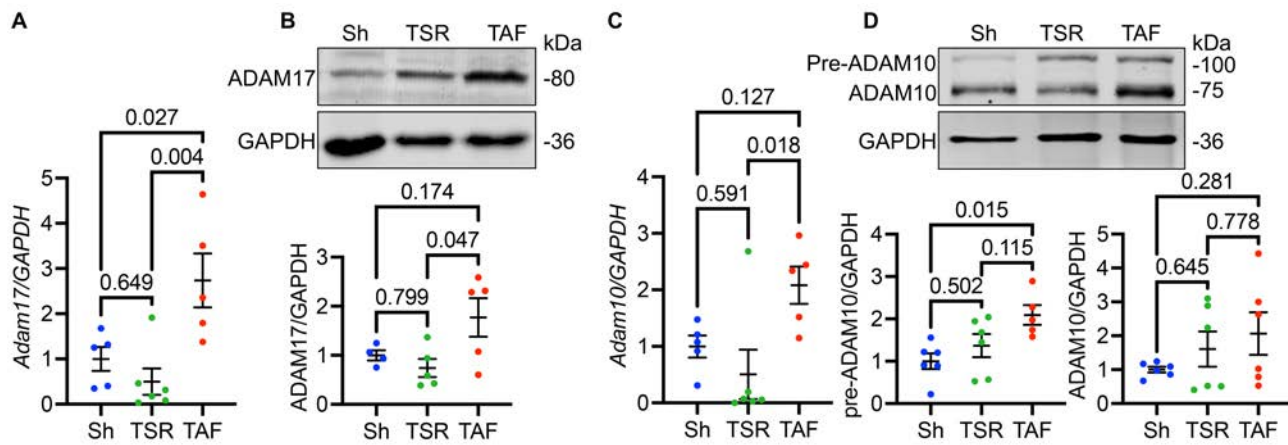 A
0.027
0.004
0.649
Adam17/GAPDH
5
4
3
2
1
0
Sh TSR TAF
B
Sh TSR TAF kDa
ADAM17 -80
GAPDH -36
0.174
0.047
0.799
ADAM17/GAPDH
3
2
1
0
Sh TSR TAF
C
0.127
0.018
0.591
Adam10/GAPDH
4
3
2
1
0
Sh TSR TAF
D
Sh TSR TAF kDa
Pre-ADAM10 -100
ADAM10 -75
GAPDH -36
0.015
0.115
0.502
pre-ADAM10/GAPDH
4
3
2
1
0
Sh TSR TAF
0.281
0.778
0.645
ADAM10/GAPDH
5
4
3
2
1
0
Sh TSR TAF